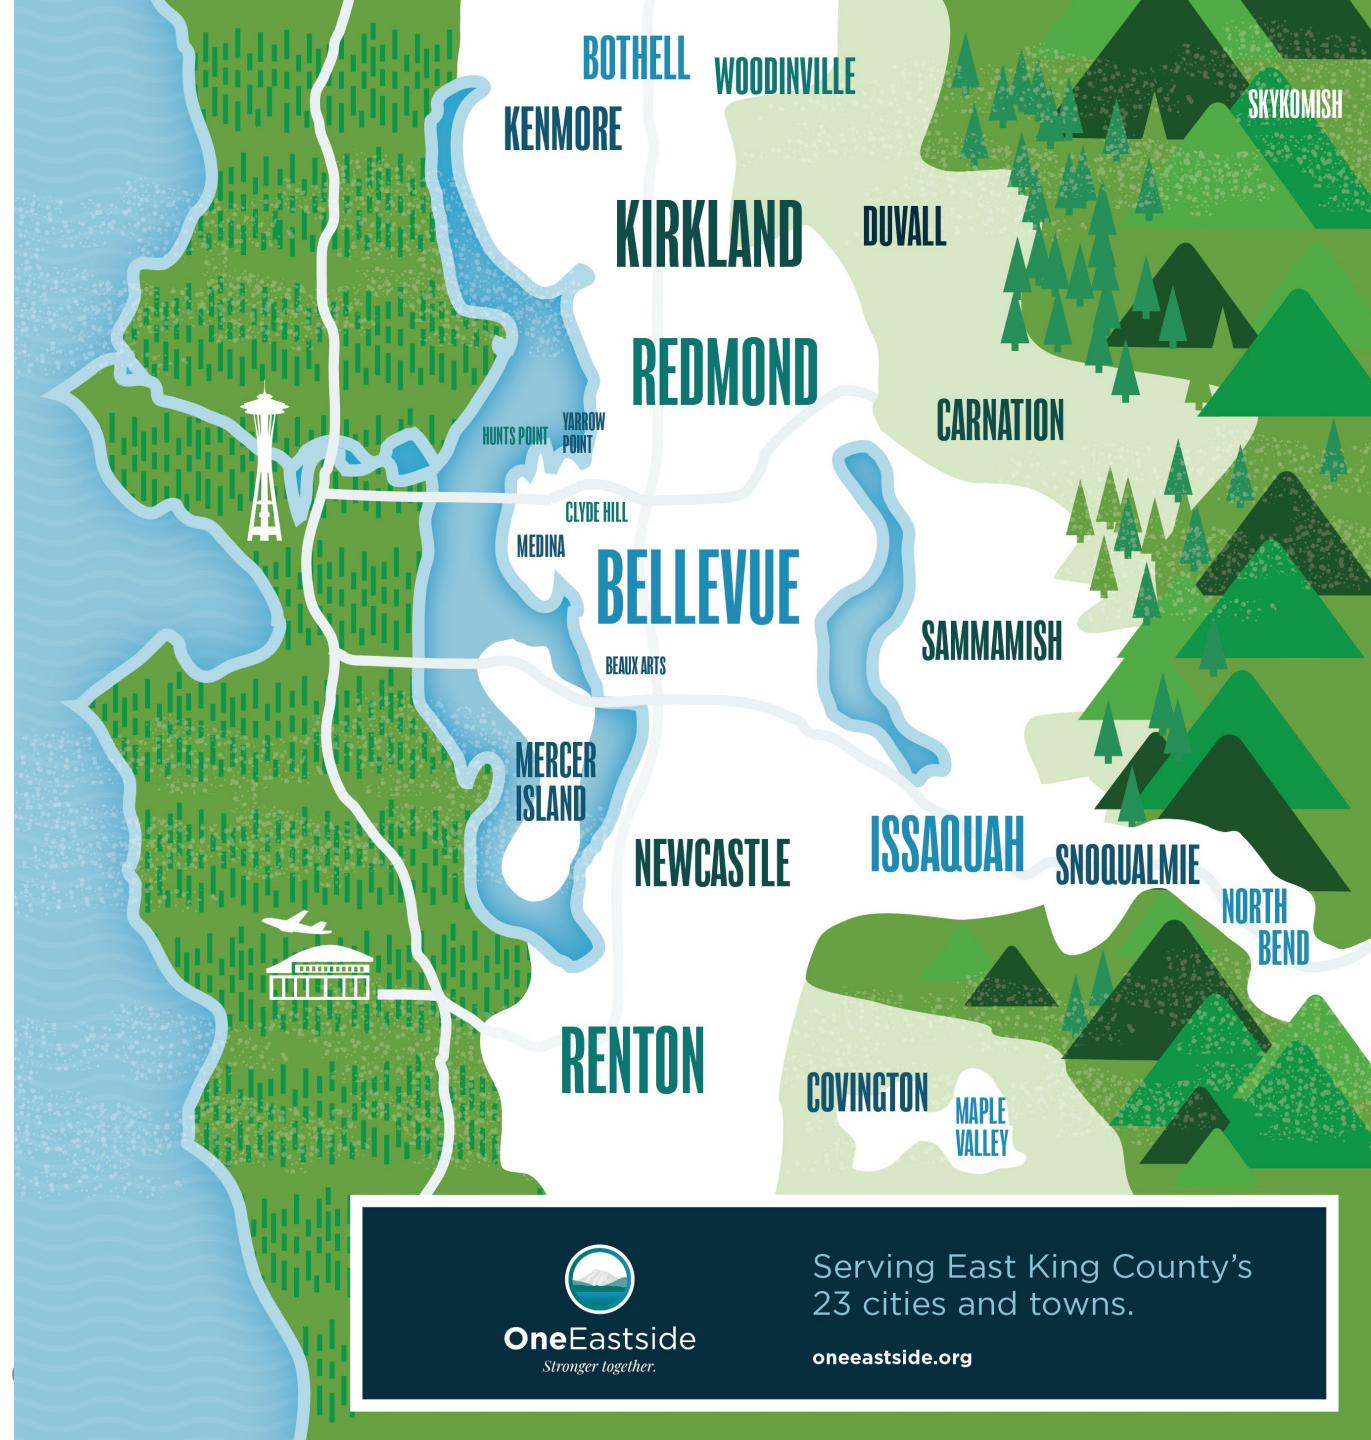 BOTHELL
WOODINVILLE
SKYKOMISH
KENMORE
KIRKLAND
DUVALL
REDMOND
CARNATION
HUNTS POINT
YARROW
POINT
CLYDE HILL
MEDINA
BELLEVUE
SAMMAMISH
BEAUX ARTS
MERCER
ISLAND
NEWCASTLE
ISSAQUAH
SNOQUALMIE
NORTH
BEND
RENTON
COVINGTON
MAPLE
VALLEY
OneEastside
Stronger together.
Serving East King County's
23 cities and towns.
oneeastside.org